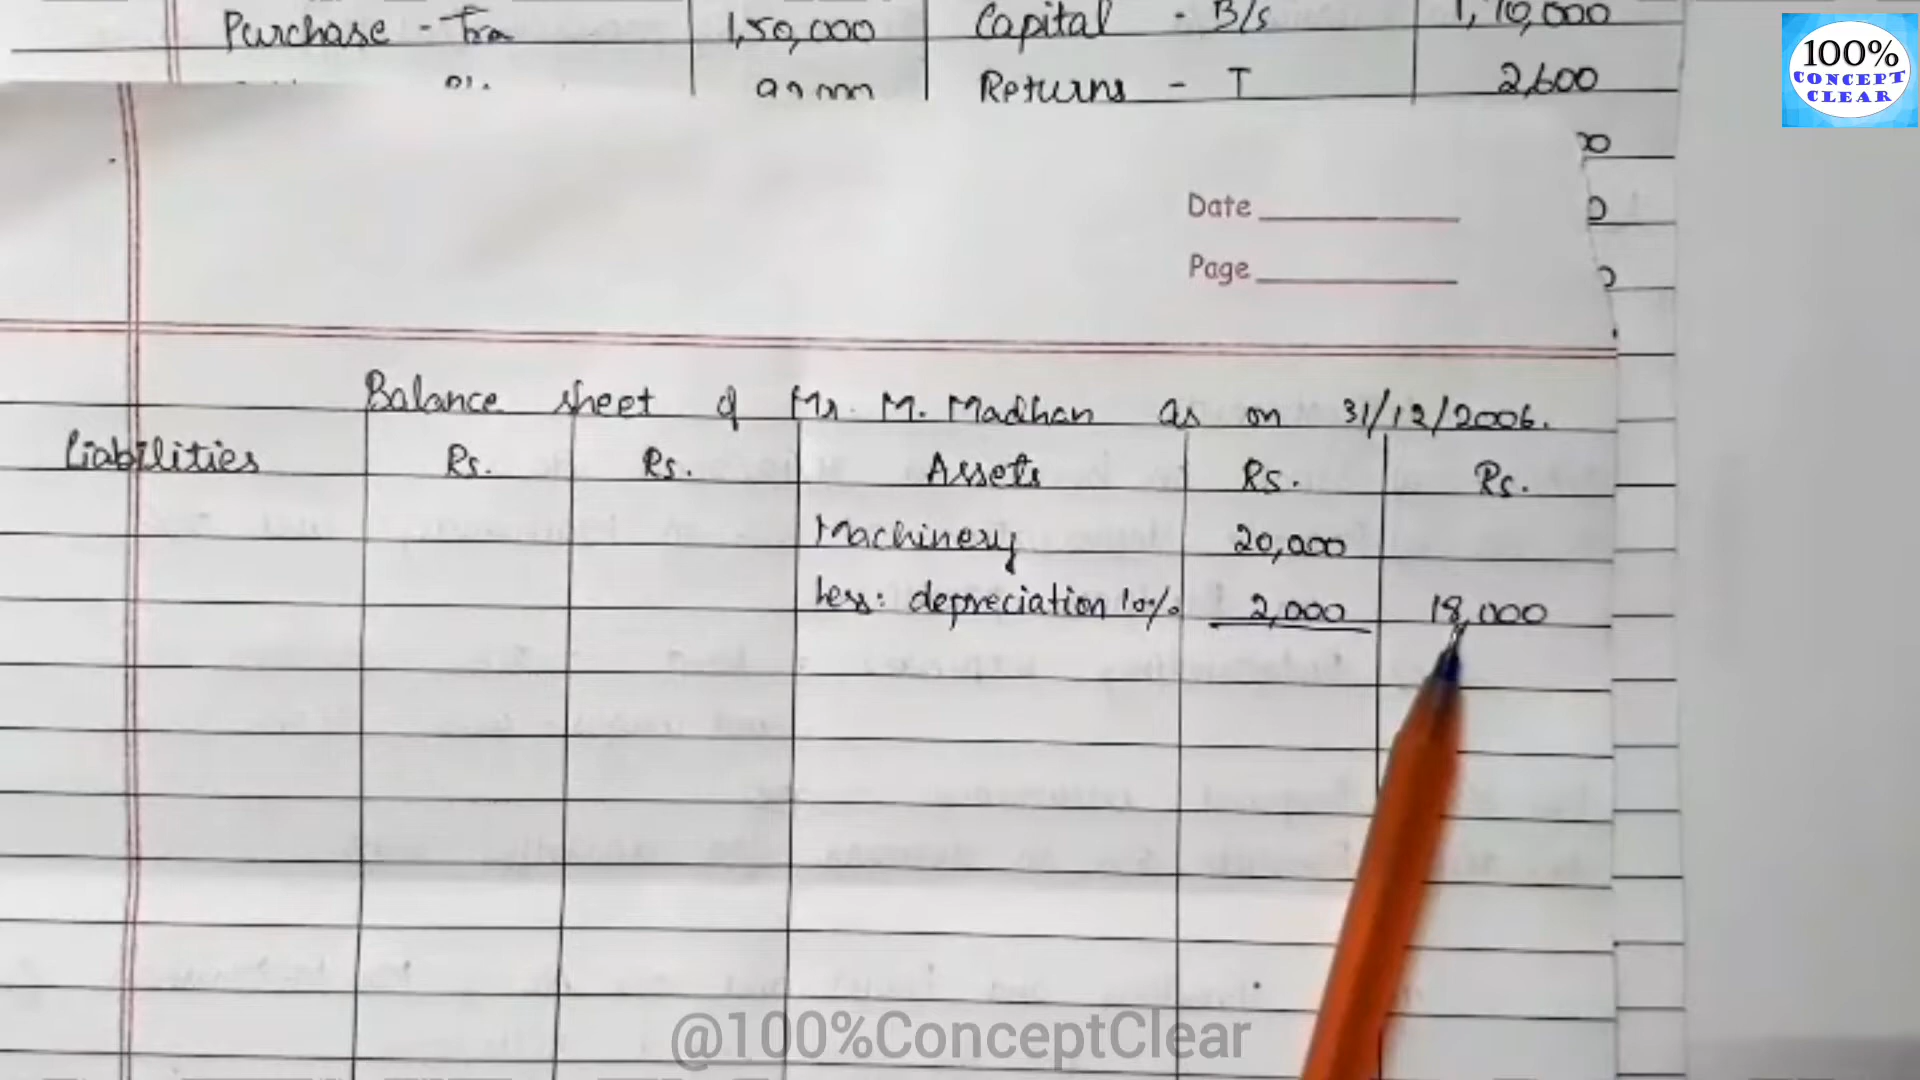 Purchase - Tra 1,50,000 Capital - B/s 1,70,000
Returns - T 2,600
100%
CONCEPT
CLEAR
Date
Page
Balance sheet of Mr. M. Madhan as on 31/12/2006.
Liabilities Rs. Rs. Assets Rs. Rs.
Machinery 20,000
Less: depreciation 10% 2,000 18,000
@100%ConceptClear